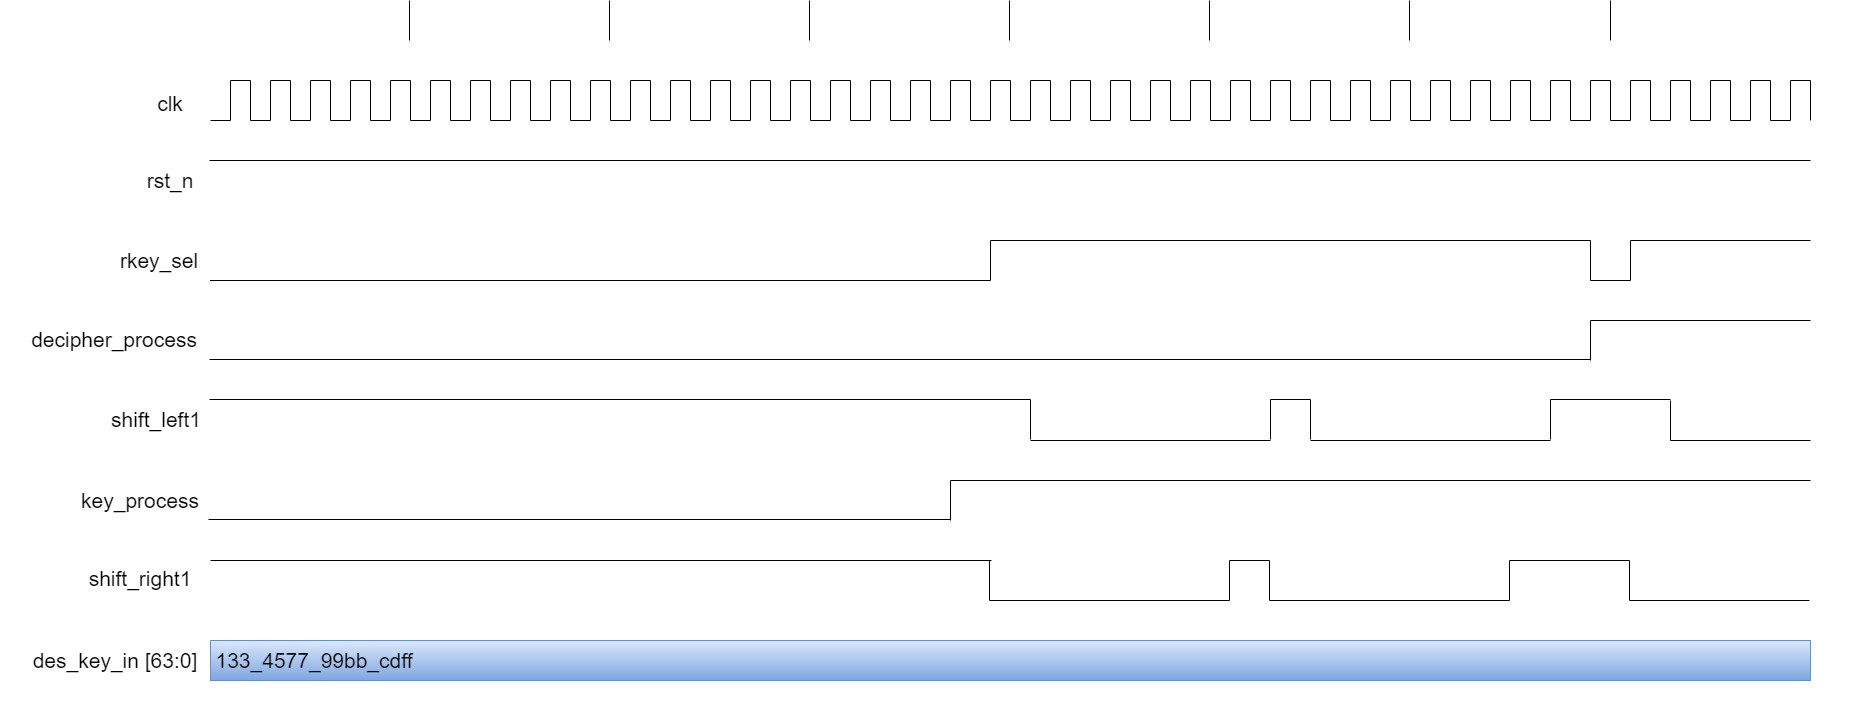 clk
rst_n
rkey_sel
decipher_process
shift_left1
key_process
shift_right1
des_key_in [63:0] 133_4577_99bb_cdff